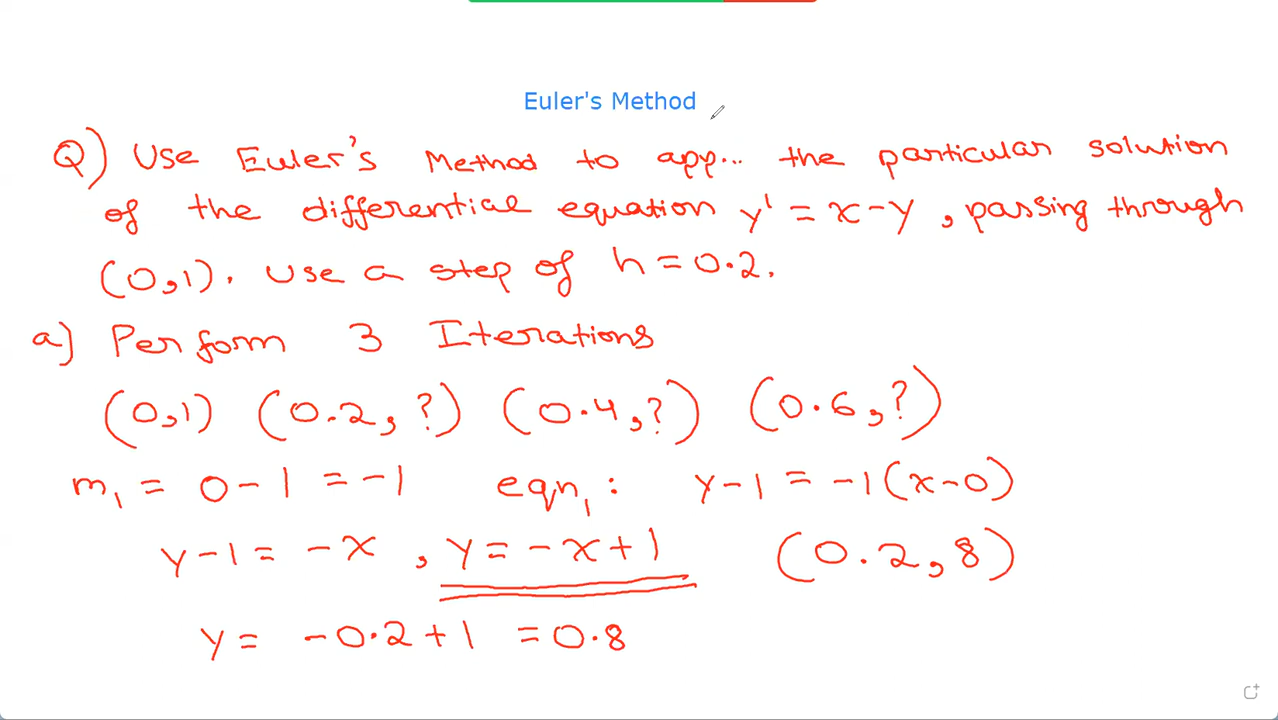 Euler's Method
Q) Use Euler's Method to app.. the particular solution
of the differential equation y' = x-y, passing through
(0,1). Use a step of h = 0.2.
a) Perform 3 Iterations
(0,1) (0.2,?) (0.4,?) (0.6,?)
m₁ = 0-1 = -1 eqn₁: y-1 = -1(x-0)
y-1 = -x, y = -x+1 (0.2,8)
y = -0.2+1 = 0.8